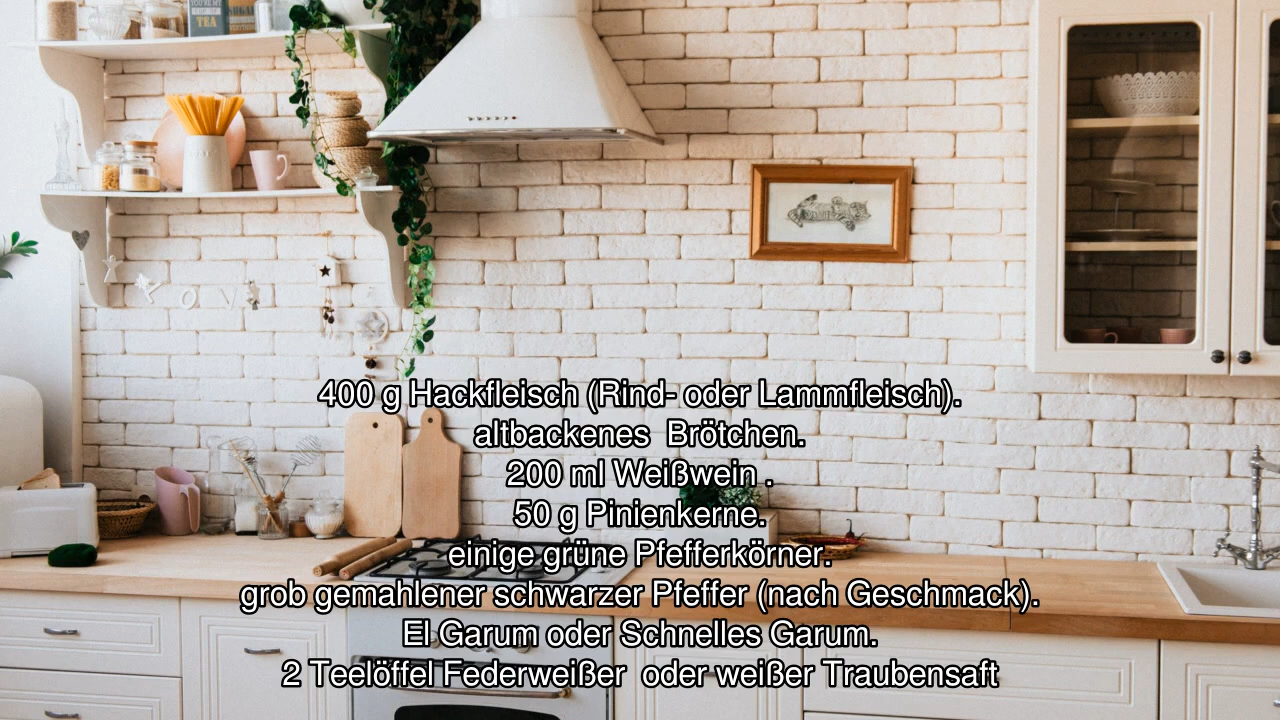 TEA
400 g Hackfleisch (Rind- oder Lammfleisch).
altbackenes  Brötchen.
200 ml Weißwein .
50 g Pinienkerne.
einige grüne Pfefferkörner.
grob gemahlener schwarzer Pfeffer (nach Geschmack).
El Garum oder Schnelles Garum.
2 Teelöffel Federweißer  oder weißer Traubensaft